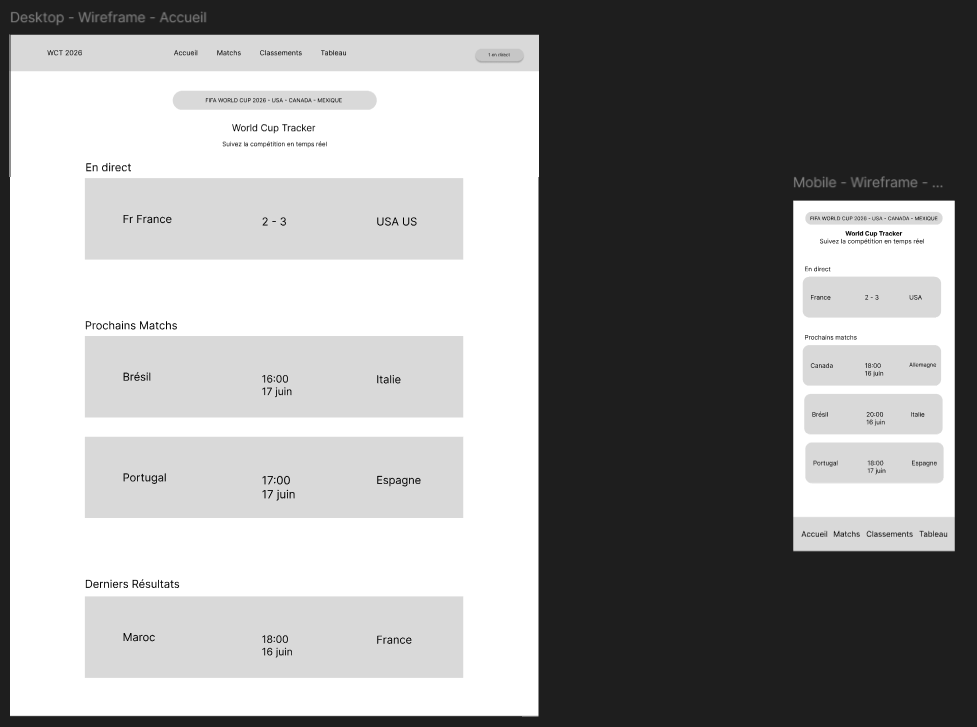 Desktop - Wireframe - Accueil
WCT 2026 Accueil Matchs Classements Tableau 1 en direct
FIFA WORLD CUP 2026 - USA - CANADA - MEXIQUE
World Cup Tracker
Suivez la compétition en temps réel
En direct
Fr France 2 - 3 USA US
Prochains Matchs
Brésil 16:00 Italie
17 juin
Portugal 17:00 Espagne
17 juin
Derniers Résultats
Maroc 18:00 France
16 juin
Mobile - Wireframe - ...
FIFA WORLD CUP 2026 - USA - CANADA - MEXIQUE
World Cup Tracker
Suivez la compétition en temps réel
En direct
France 2 - 3 USA
Prochains matchs
Canada 18:00 Allemagne
16 juin
Brésil 20:00 Italie
16 juin
Portugal 18:00 Espagne
17 juin
Accueil Matchs Classements Tableau